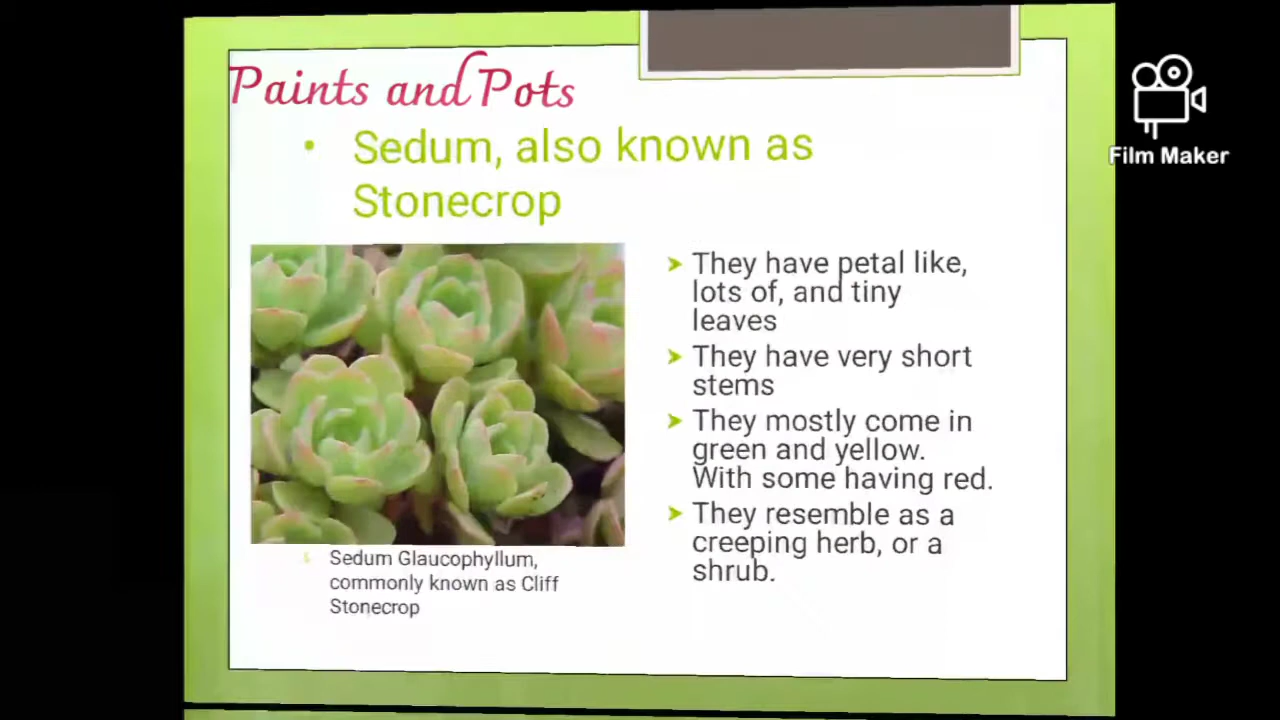 Paints and Pots
Sedum, also known as
Stonecrop
They have petal like,
lots of, and tiny
leaves
They have very short
stems
They mostly come in
green and yellow.
With some having red.
They resemble as a
creeping herb, or a
shrub.
Sedum Glaucophyllum,
commonly known as Cliff
Stonecrop
Film Maker